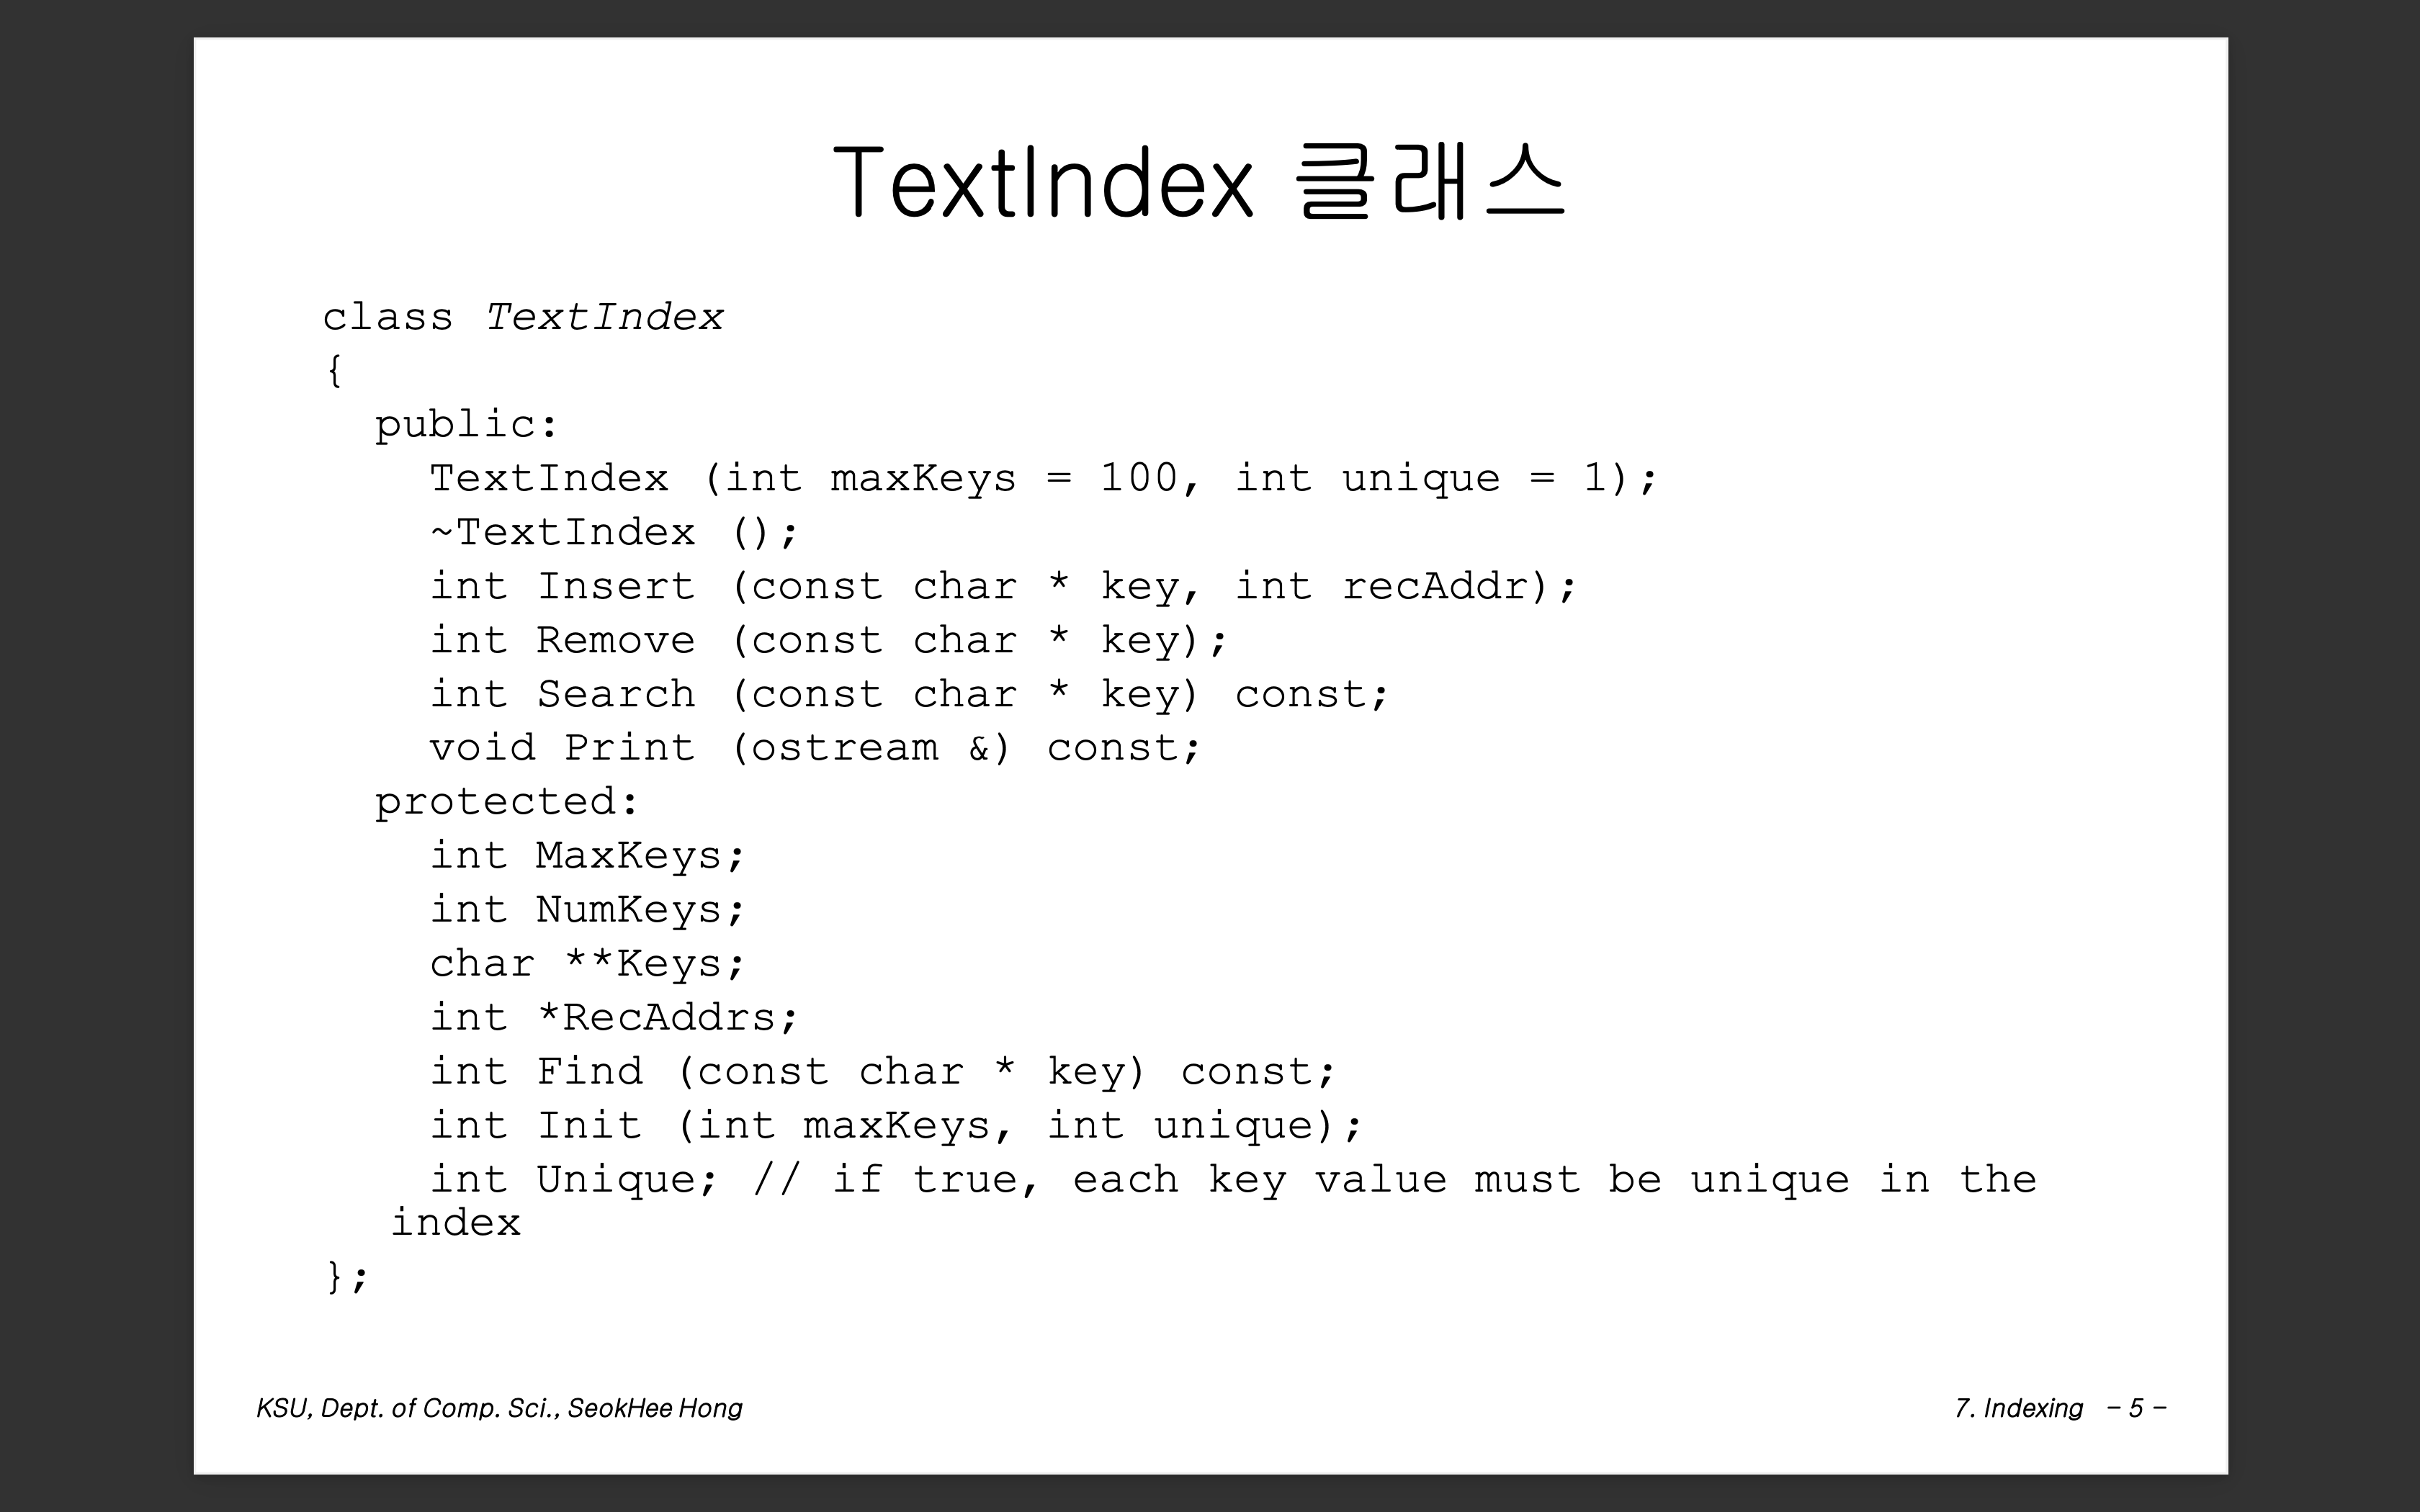 TextIndex 클래스
class TextIndex
{
public:
TextIndex (int maxKeys = 100, int unique = 1);
~TextIndex ();
int Insert (const char * key, int recAddr);
int Remove (const char * key);
int Search (const char * key) const;
void Print (ostream &) const;
protected:
int MaxKeys;
int NumKeys;
char **Keys;
int *RecAddrs;
int Find (const char * key) const;
int Init (int maxKeys, int unique);
int Unique; // if true, each key value must be unique in the
index
};
KSU, Dept. of Comp. Sci., SeokHee Hong
7. Indexing – 5 –